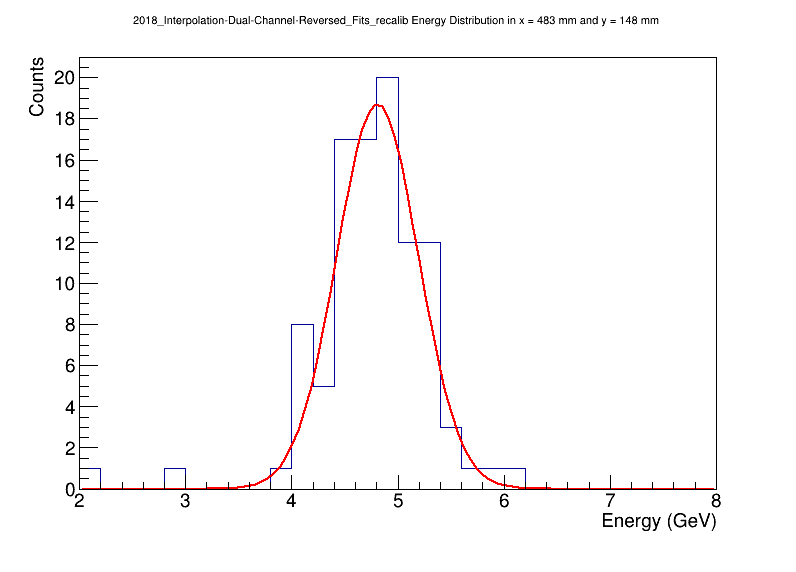 2018_Interpolation-Dual-Channel-Reversed_Fits_recalib Energy Distribution in x = 483 mm and y = 148 mm
Counts
20
18
16
14
12
10
8
6
4
2
0
2 3 4 5 6 7 8
Energy (GeV)